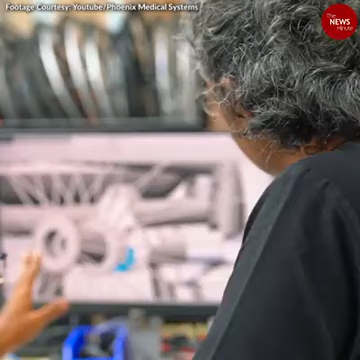 Footage Courtesy: Youtube/Phoenix Medical Systems
The
NEWS
Minute